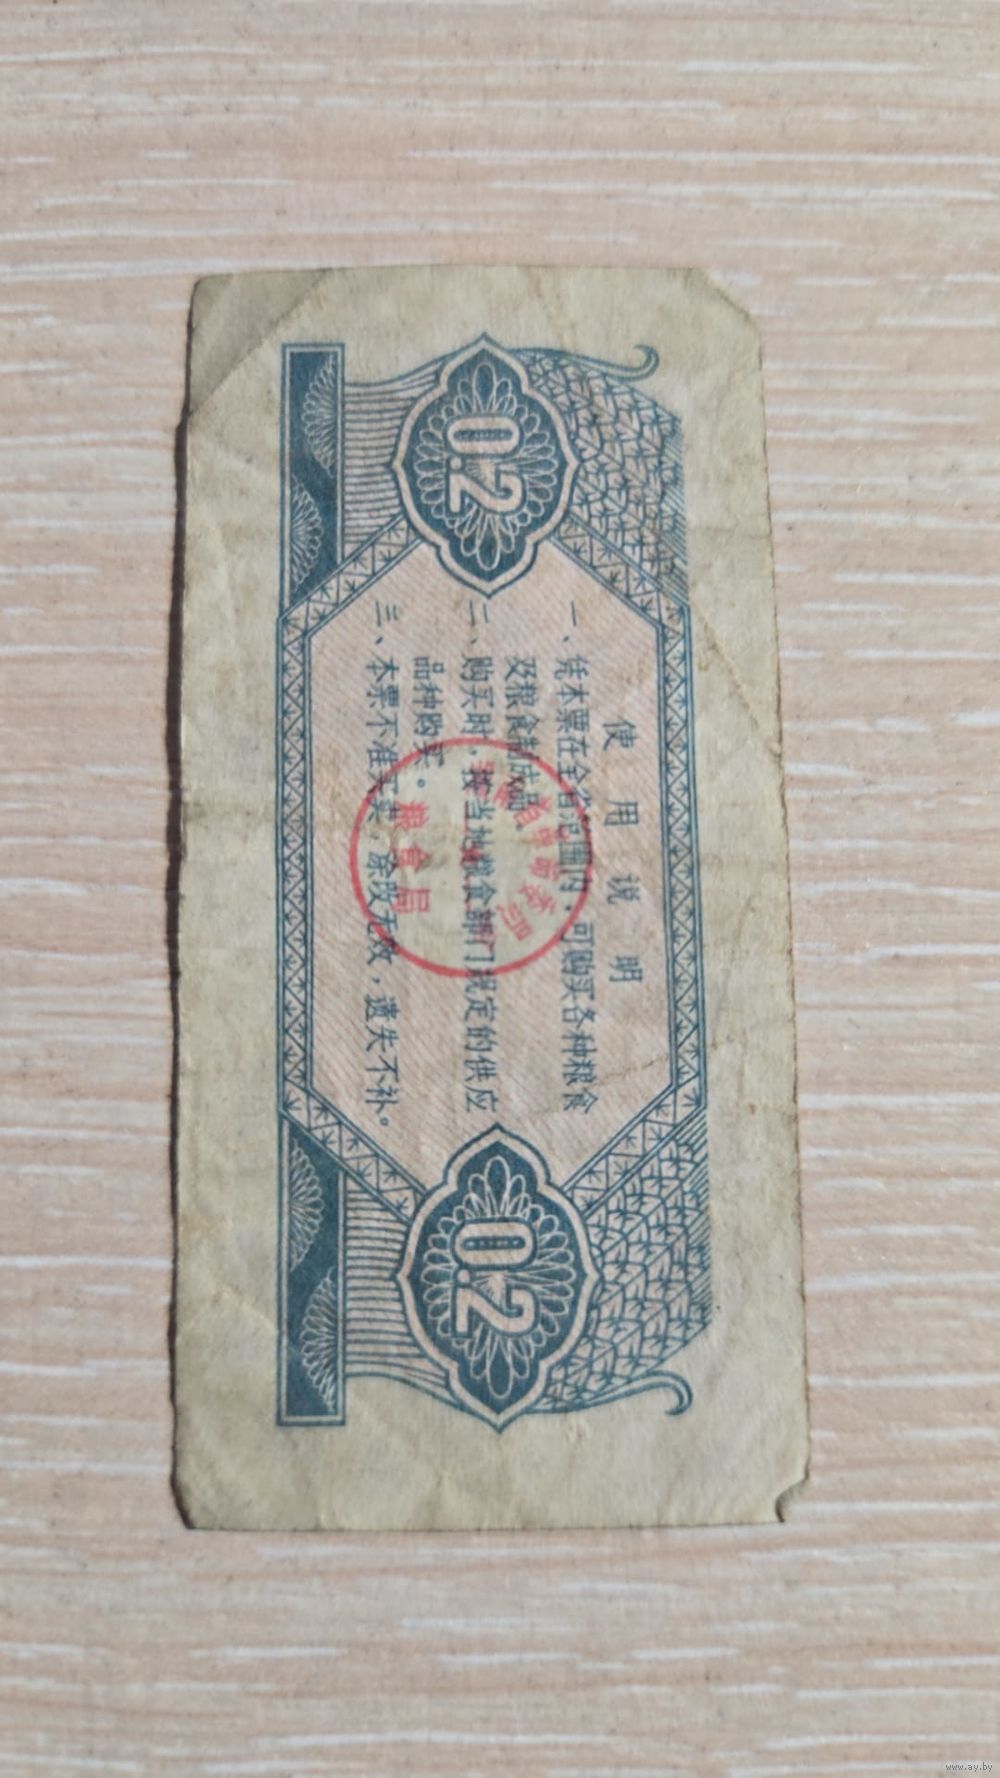 使用说明
一、凭本票在全省范围内，可购买各种粮食
及粮食制成品。
二、购买时，按当地粮食部门规定的供应
品种购买。
三、本票不准买卖，涂改无效，遗失不补。
0.2
0.2
粮食局
www.ay.by